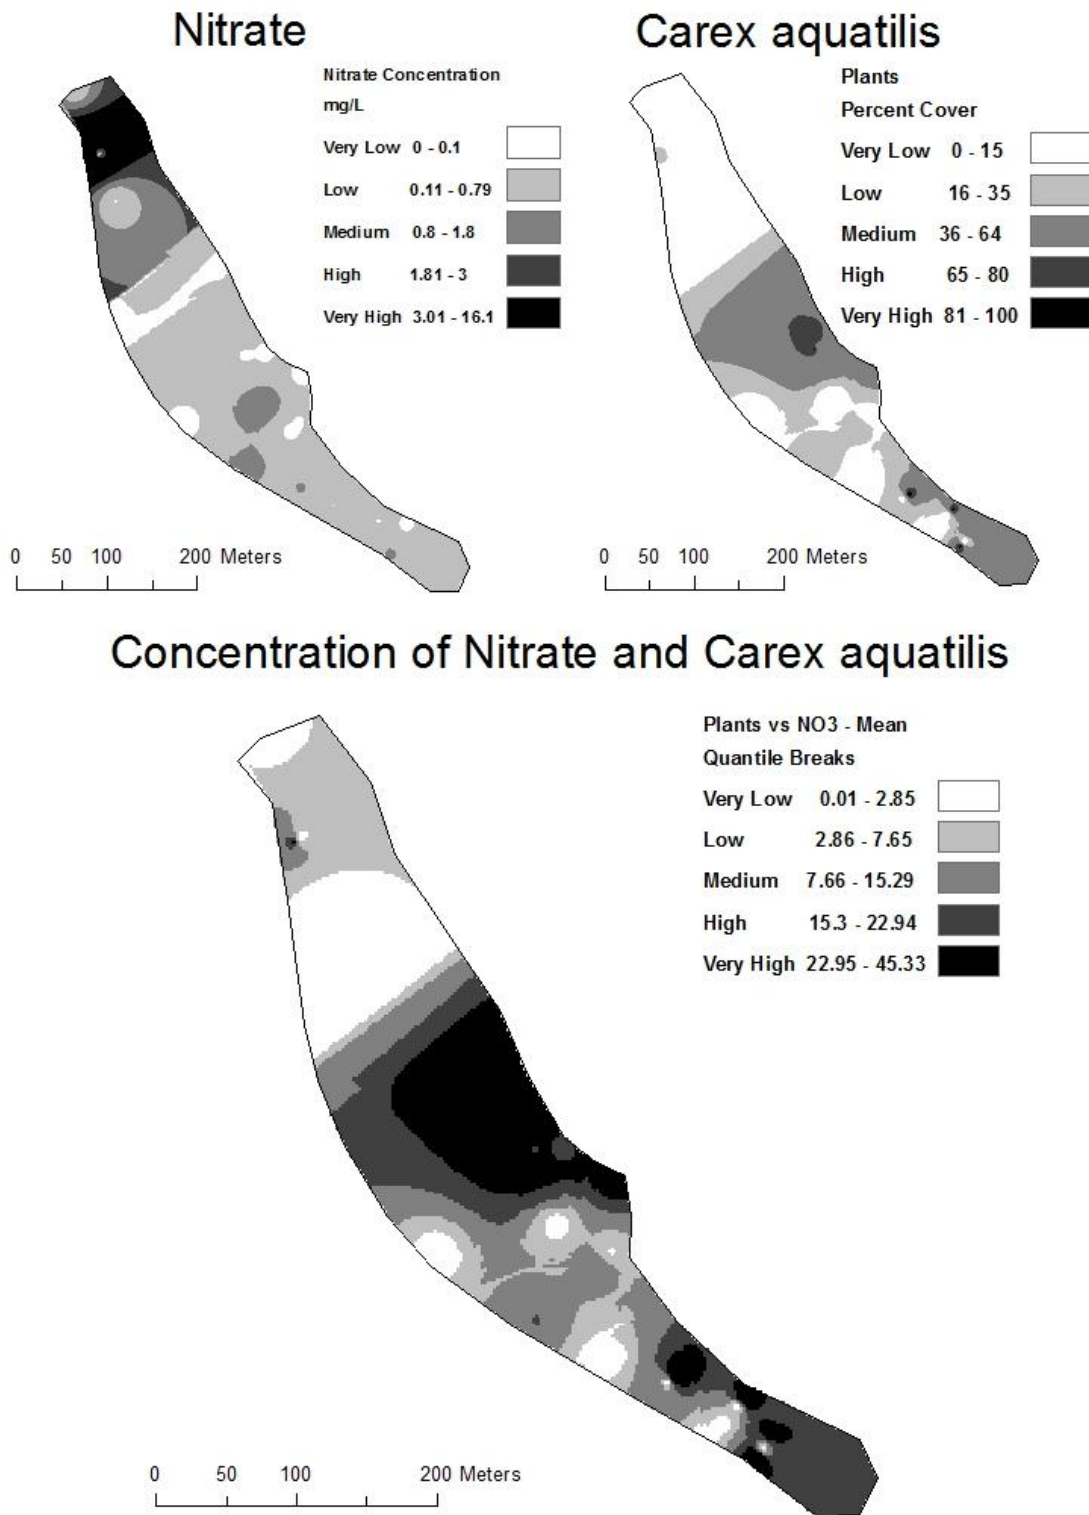 Nitrate
Nitrate Concentration
mg/L
Very Low 0 - 0.1
Low 0.11 - 0.79
Medium 0.8 - 1.8
High 1.81 - 3
Very High 3.01 - 16.1
0 50 100 200 Meters
Carex aquatilis
Plants
Percent Cover
Very Low 0 - 15
Low 16 - 35
Medium 36 - 64
High 65 - 80
Very High 81 - 100
0 50 100 200 Meters
Concentration of Nitrate and Carex aquatilis
Plants vs NO3 - Mean
Quantile Breaks
Very Low 0.01 - 2.85
Low 2.86 - 7.65
Medium 7.66 - 15.29
High 15.3 - 22.94
Very High 22.95 - 45.33
0 50 100 200 Meters